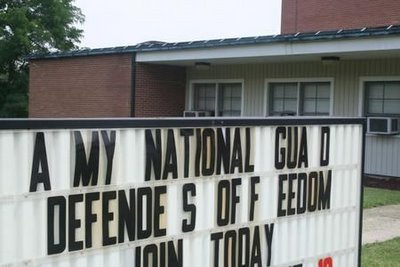 A MY NATIONAL GUA D
DEFENDE S OF F EEDOM
JOIN TODAY